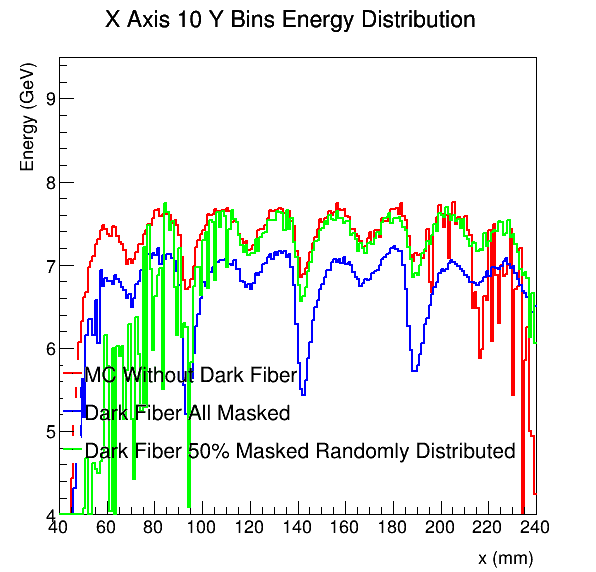 X Axis 10 Y Bins Energy Distribution
Energy (GeV)
9
8
7
6
5
4
MC Without Dark Fiber
Dark Fiber All Masked
Dark Fiber 50% Masked Randomly Distributed
40 60 80 100 120 140 160 180 200 220 240
x (mm)